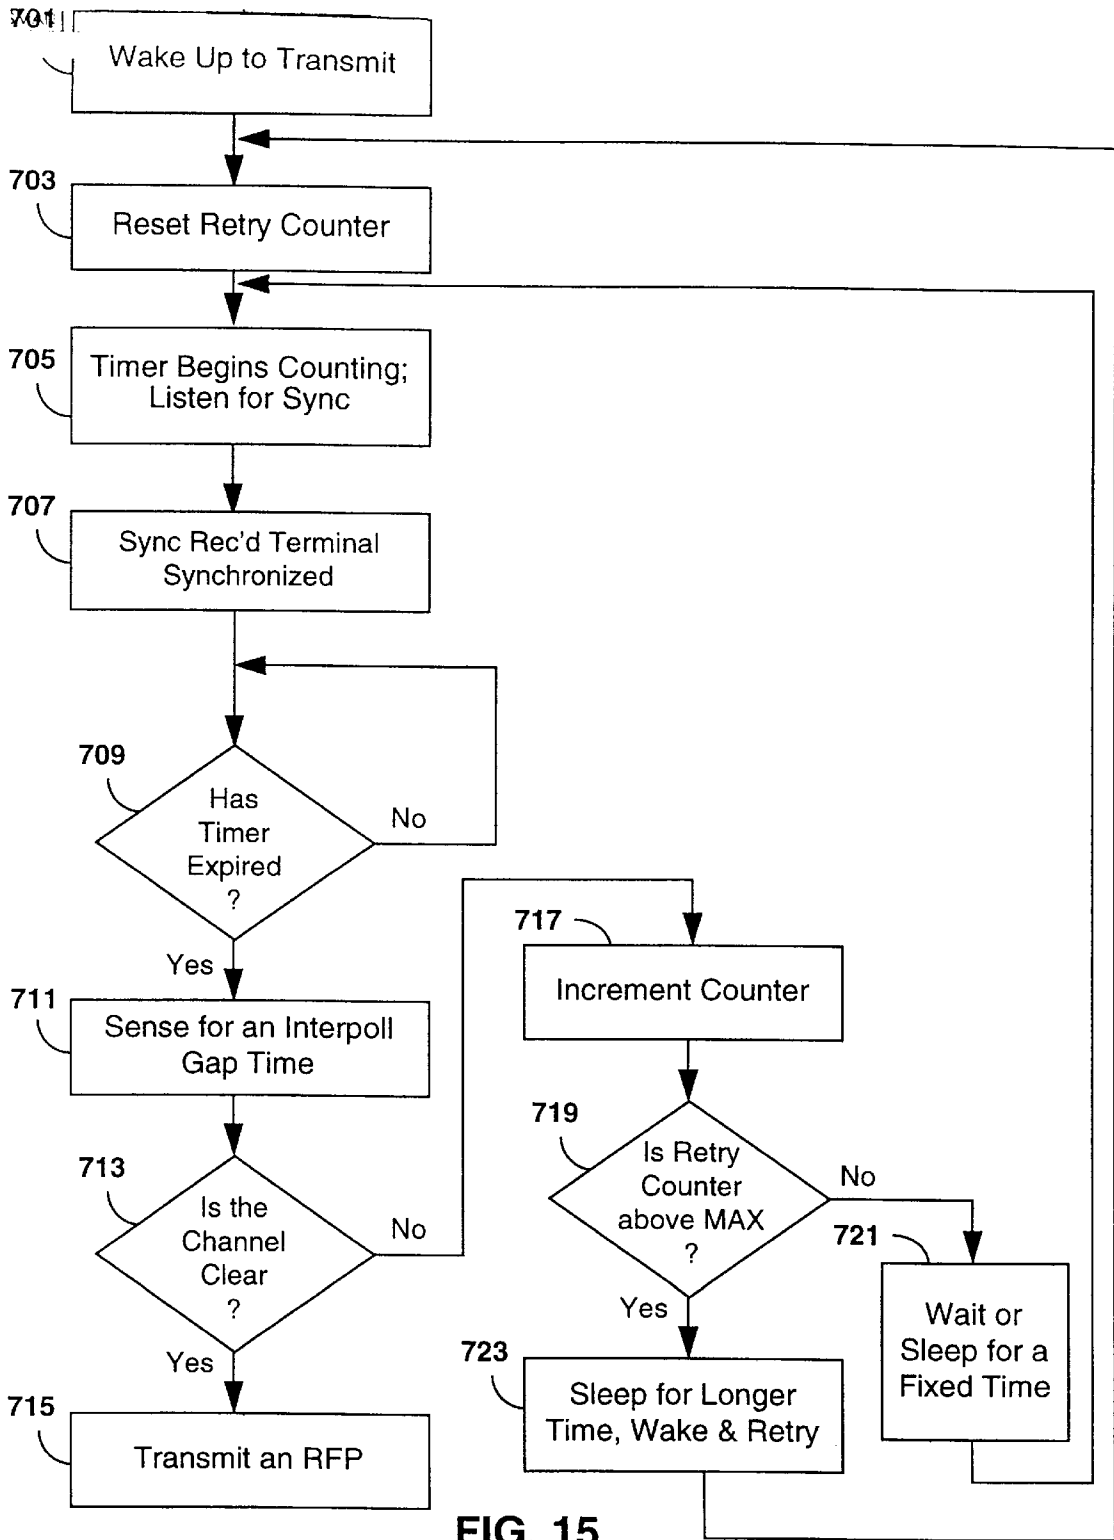 701
Wake Up to Transmit
703
Reset Retry Counter
705
Timer Begins Counting;
Listen for Sync
707
Sync Rec'd Terminal
Synchronized
709
Has
Timer
Expired
?
No
Yes
711
Sense for an Interpoll
Gap Time
713
Is the
Channel
Clear
?
No
Yes
715
Transmit an RFP
717
Increment Counter
719
Is Retry
Counter
above MAX
?
No
Yes
721
Wait or
Sleep for a
Fixed Time
723
Sleep for Longer
Time, Wake & Retry
FIG. 15